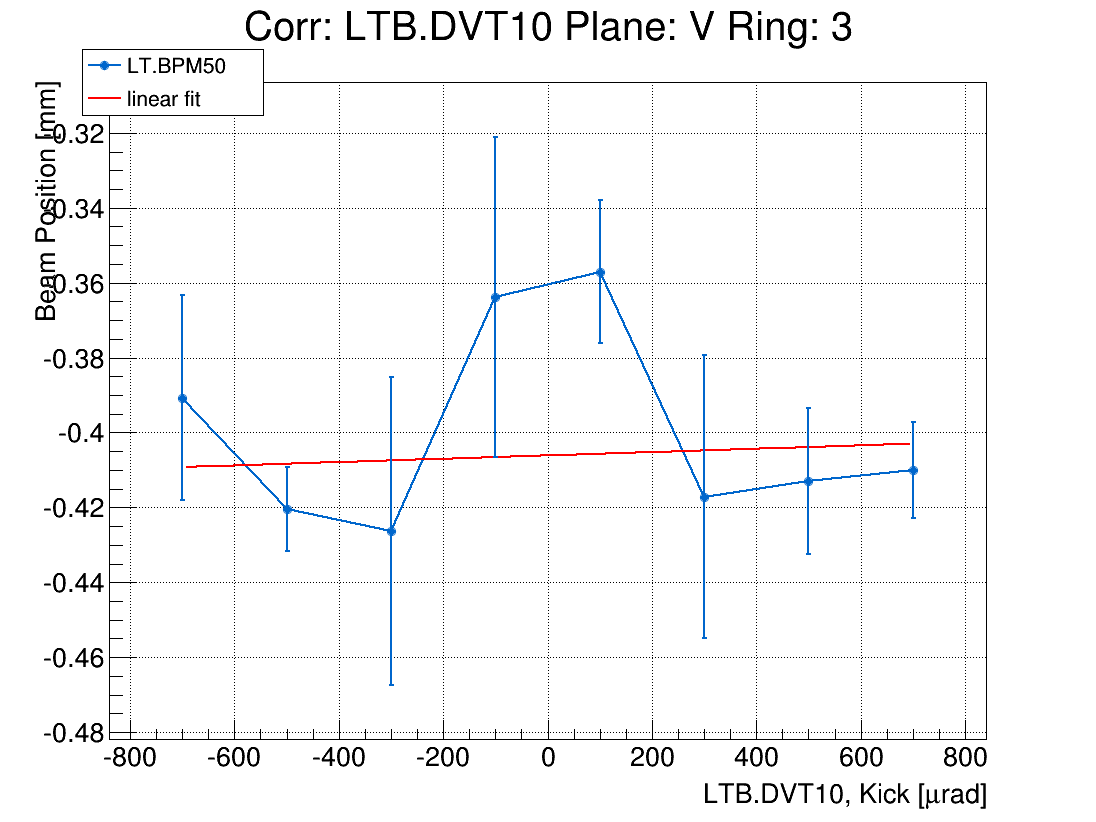 Corr: LTB.DVT10 Plane: V Ring: 3
LT.BPM50
linear fit
Beam Position [mm]
-0.32
-0.34
-0.36
-0.38
-0.4
-0.42
-0.44
-0.46
-0.48
-800 -600 -400 -200 0 200 400 600 800
LTB.DVT10, Kick [μrad]